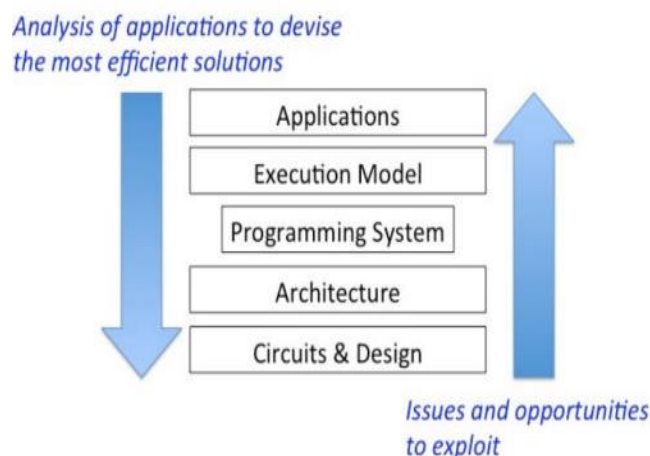 Analysis of applications to devise
the most efficient solutions
Applications
Execution Model
Programming System
Architecture
Circuits & Design
Issues and opportunities
to exploit